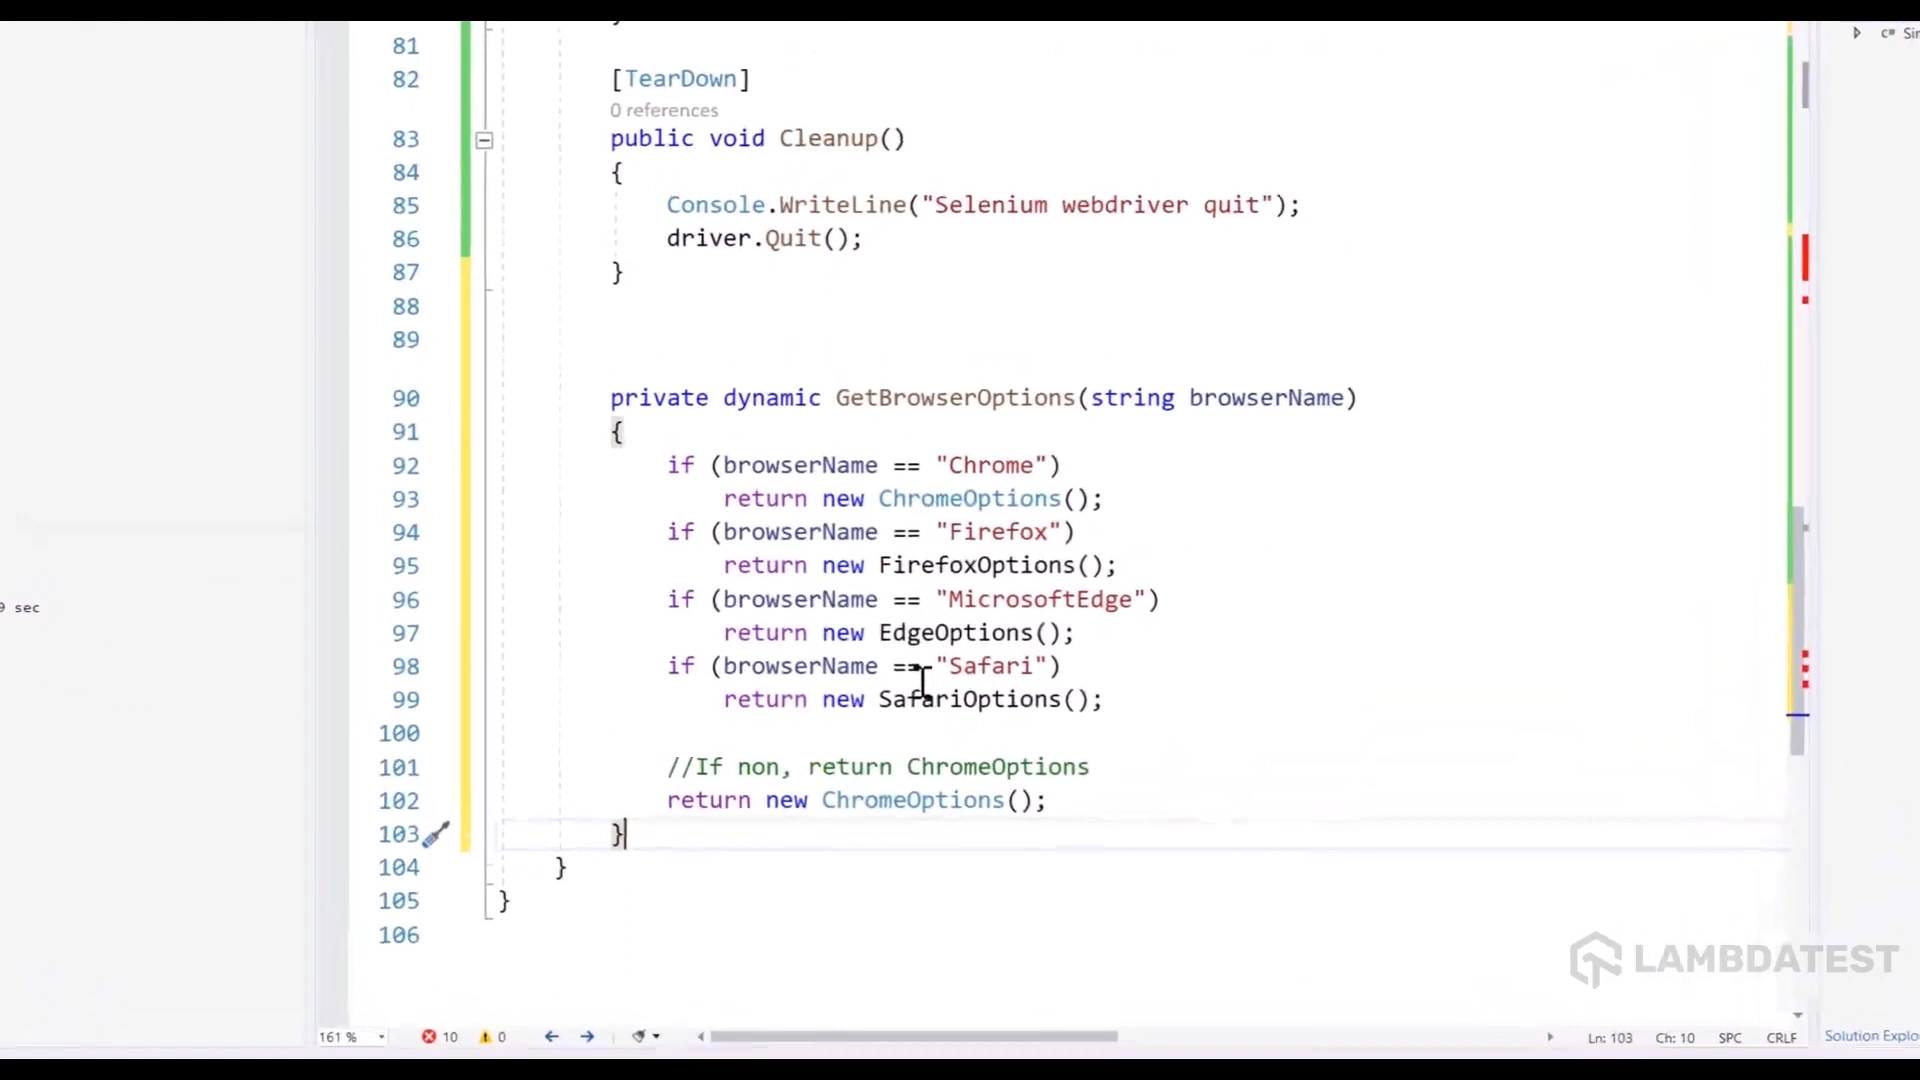 81
82 [TearDown]
0 references
83 public void Cleanup()
84 {
85 Console.WriteLine("Selenium webdriver quit");
86 driver.Quit();
87 }
88
89
90 private dynamic GetBrowserOptions(string browserName)
91 {
92 if (browserName == "Chrome")
93 return new ChromeOptions();
94 if (browserName == "Firefox")
95 return new FirefoxOptions();
96 if (browserName == "MicrosoftEdge")
97 return new EdgeOptions();
98 if (browserName == "Safari")
99 return new SafariOptions();
100
101 //If non, return ChromeOptions
102 return new ChromeOptions();
103 }
104 }
105 }
106
9 sec
C# Sin
LAMBDATEST
161 % 10 0 Ln: 103 Ch: 10 SPC CRLF
Solution Explo